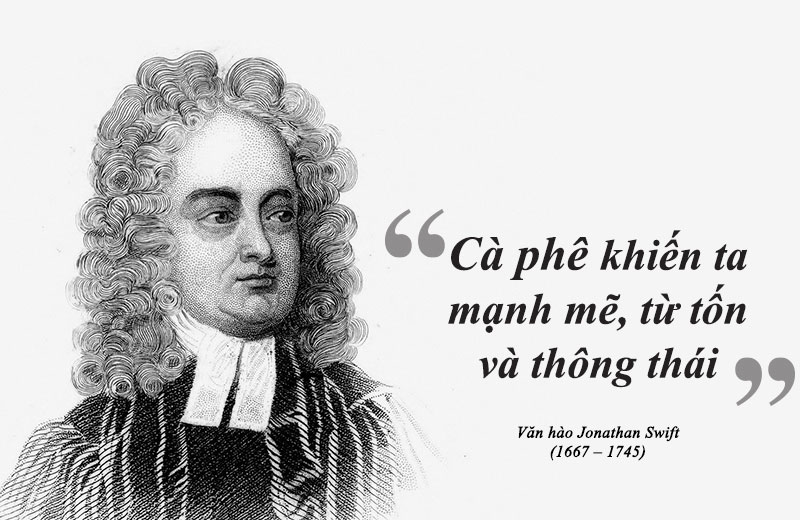 “Cà phê khiến ta
mạnh mẽ, từ tốn
và thông thái”
Văn hào Jonathan Swift
(1667 – 1745)